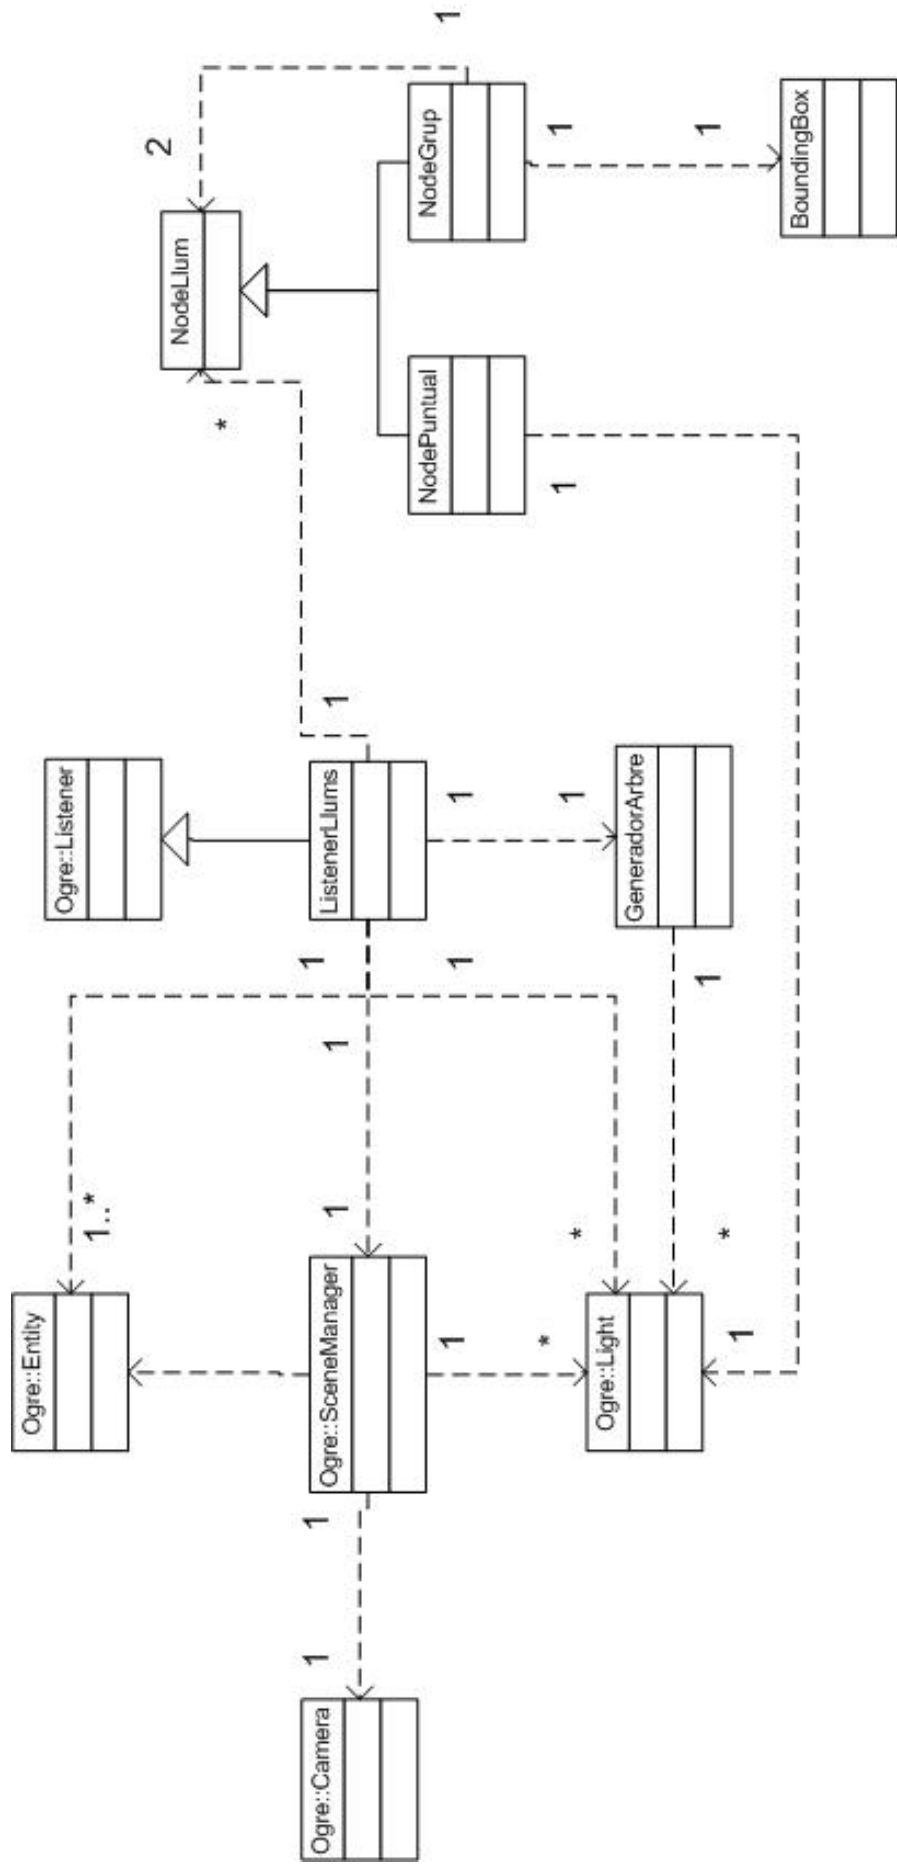 Ogre::Entity
Ogre::Listener
1..*
2
NodeLlum
*
1
1
1
Ogre::Camera
Ogre::SceneManager
ListenerLlums
1
1
1
NodePuntual
NodeGrup
1
1
1
1
*
1
1
*
1
Ogre::Light
GeneradorArbre
1
1
*
1
BoundingBox